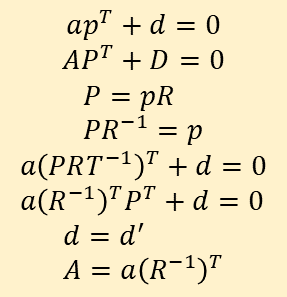 ap^T + d = 0
AP^T + D = 0
P = pR
PR^−1 = p
a(PRT^−1)^T + d = 0
a(R^−1)^T P^T + d = 0
d = d′
A = a(R^−1)^T